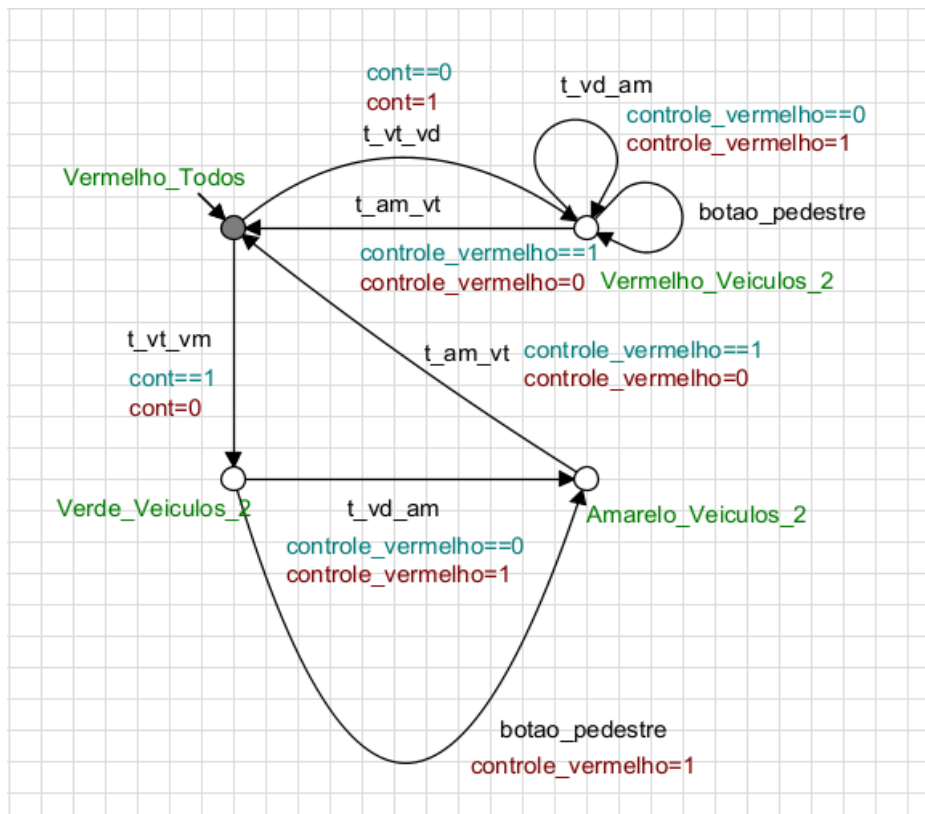 cont==0
cont=1
t_vt_vd
t_vd_am
controle_vermelho==0
controle_vermelho=1
Vermelho_Todos
t_am_vt
botao_pedestre
controle_vermelho==1
controle_vermelho=0
Vermelho_Veiculos_2
t_vt_vm
cont==1
cont=0
t_am_vt
controle_vermelho==1
controle_vermelho=0
Verde_Veiculos_2
t_vd_am
Amarelo_Veiculos_2
controle_vermelho==0
controle_vermelho=1
botao_pedestre
controle_vermelho=1